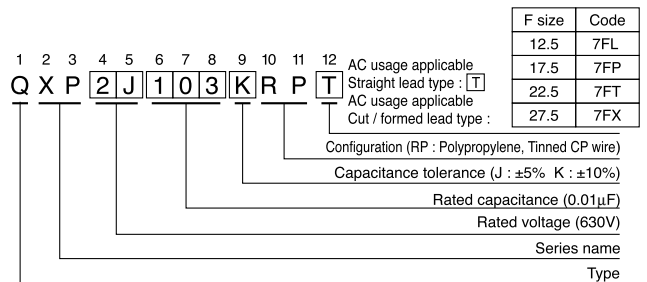 F size Code
12.5 7FL
17.5 7FP
22.5 7FT
27.5 7FX
1 2 3 4 5 6 7 8 9 10 11 12
Q X P 2 J 1 0 3 K R P T
AC usage applicable
Straight lead type : T
AC usage applicable
Cut / formed lead type :
Configuration (RP : Polypropylene, Tinned CP wire)
Capacitance tolerance (J : ±5% K : ±10%)
Rated capacitance (0.01μF)
Rated voltage (630V)
Series name
Type